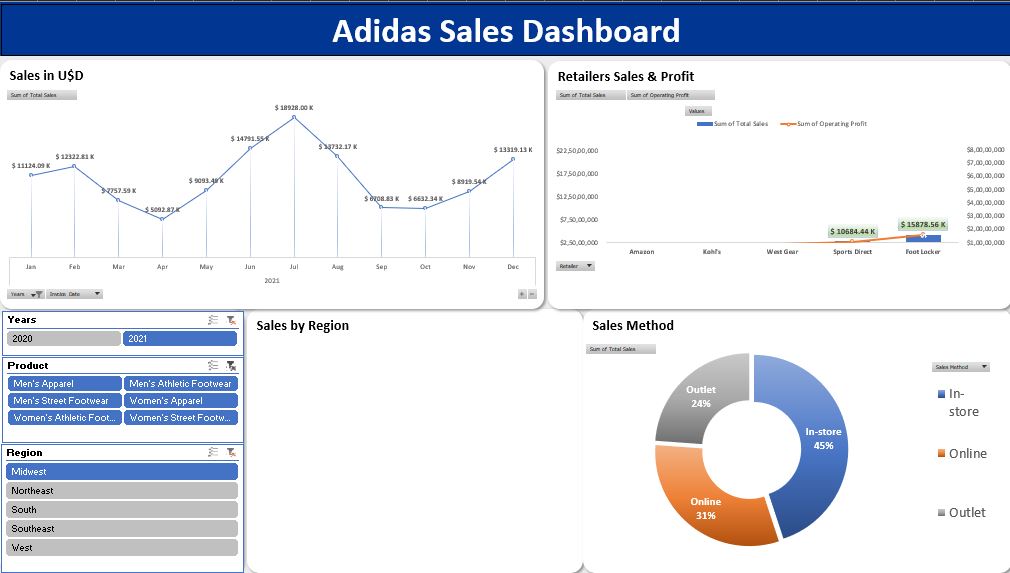 Adidas Sales Dashboard
Sales in U$D
Sum of Total Sales
$ 11124.09 K
$ 12322.81 K
$ 7757.59 K
$ 5092.87 K
$ 9093.49 K
$ 14791.55 K
$ 18928.00 K
$ 13732.17 K
$ 6708.83 K
$ 6632.34 K
$ 8919.54 K
$ 13319.13 K
Jan Feb Mar Apr May Jun Jul Aug Sep Oct Nov Dec
2021
Years Invoice Date
+ −
Retailers Sales & Profit
Sum of Total Sales Sum of Operating Profit
Values
Sum of Total Sales Sum of Operating Profit
$22,50,00,000
$17,50,00,000
$12,50,00,000
$7,50,00,000
$2,50,00,000
$8,00,00,000
$7,00,00,000
$6,00,00,000
$5,00,00,000
$4,00,00,000
$3,00,00,000
$2,00,00,000
$1,00,00,000
$ 10684.44 K
$ 15878.56 K
Amazon Kohl's West Gear Sports Direct Foot Locker
Retailer
Years
2020 2021
Product
Men's Apparel Men's Athletic Footwear
Men's Street Footwear Women's Apparel
Women's Athletic Foot... Women's Street Footw...
Region
Midwest
Northeast
South
Southeast
West
Sales by Region
Sales Method
Sum of Total Sales
Outlet
24%
In-store
45%
Online
31%
Sales Method
In-
store
Online
Outlet